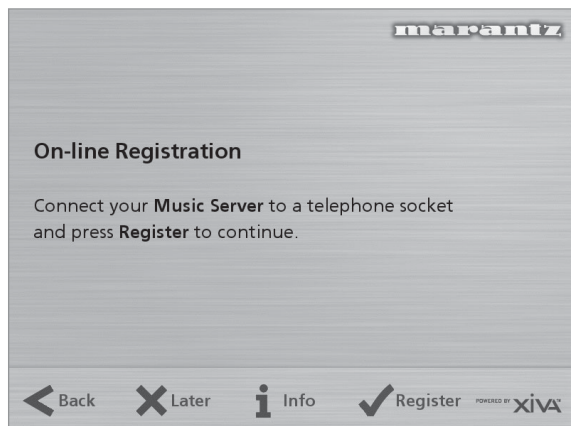 marantz
On-line Registration
Connect your Music Server to a telephone socket
and press Register to continue.
Back Later Info Register POWERED BY XiVA™